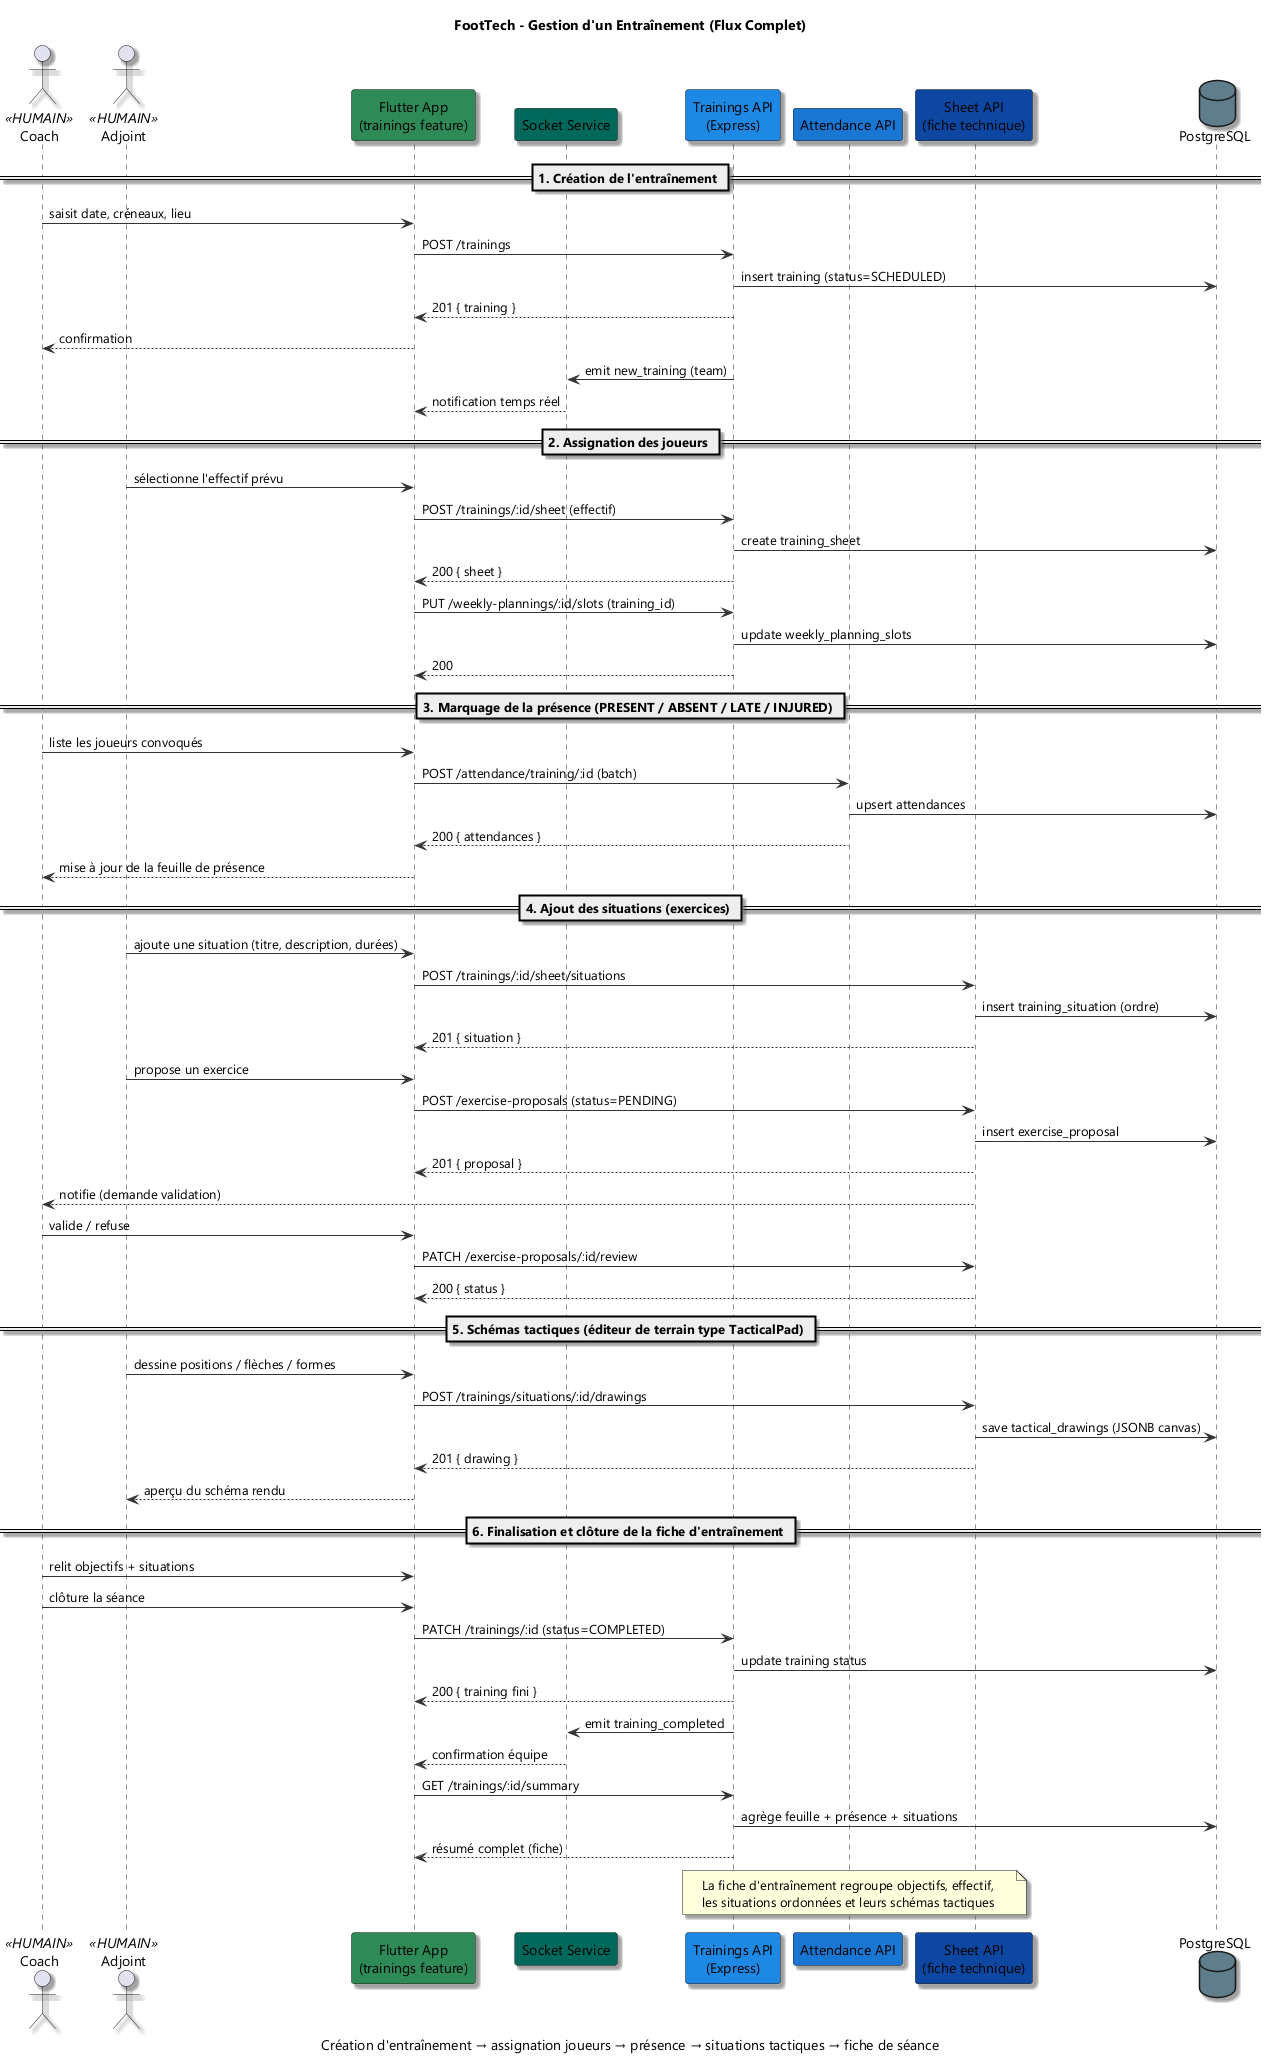 FootTech - Gestion d'un Entraînement (Flux Complet)
«HUMAIN»
Coach
«HUMAIN»
Adjoint
Flutter App
(trainings feature)
Socket Service
Trainings API
(Express)
Attendance API
Sheet API
(fiche technique)
PostgreSQL
1. Création de l'entraînement
saisit date, créneaux, lieu
POST /trainings
insert training (status=SCHEDULED)
201 { training }
confirmation
emit new_training (team)
notification temps réel
2. Assignation des joueurs
sélectionne l'effectif prévu
POST /trainings/:id/sheet (effectif)
create training_sheet
200 { sheet }
PUT /weekly-plannings/:id/slots (training_id)
update weekly_planning_slots
200
3. Marquage de la présence (PRESENT / ABSENT / LATE / INJURED)
liste les joueurs convoqués
POST /attendance/training/:id (batch)
upsert attendances
200 { attendances }
mise à jour de la feuille de présence
4. Ajout des situations (exercices)
ajoute une situation (titre, description, durées)
POST /trainings/:id/sheet/situations
insert training_situation (ordre)
201 { situation }
propose un exercice
POST /exercise-proposals (status=PENDING)
insert exercise_proposal
201 { proposal }
notifie (demande validation)
valide / refuse
PATCH /exercise-proposals/:id/review
200 { status }
5. Schémas tactiques (éditeur de terrain type TacticalPad)
dessine positions / flèches / formes
POST /trainings/situations/:id/drawings
save tactical_drawings (JSONB canvas)
201 { drawing }
aperçu du schéma rendu
6. Finalisation et clôture de la fiche d'entraînement
relit objectifs + situations
clôture la séance
PATCH /trainings/:id (status=COMPLETED)
update training status
200 { training fini }
emit training_completed
confirmation équipe
GET /trainings/:id/summary
agrège feuille + présence + situations
résumé complet (fiche)
La fiche d'entraînement regroupe objectifs, effectif,
les situations ordonnées et leurs schémas tactiques
«HUMAIN»
Coach
«HUMAIN»
Adjoint
Flutter App
(trainings feature)
Socket Service
Trainings API
(Express)
Attendance API
Sheet API
(fiche technique)
PostgreSQL
Création d'entraînement → assignation joueurs → présence → situations tactiques → fiche de séance